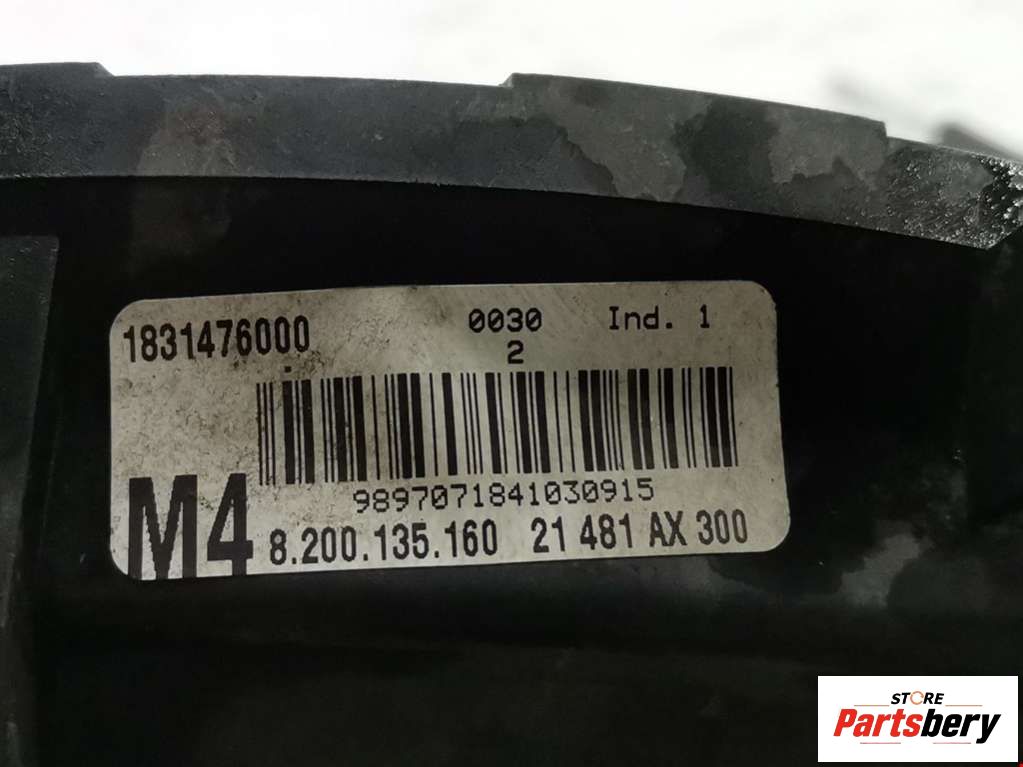 1831476000 0030 Ind. 1
2
9897071841030915
M4 8.200.135.160 21 481 AX 300
STORE
Partsbery